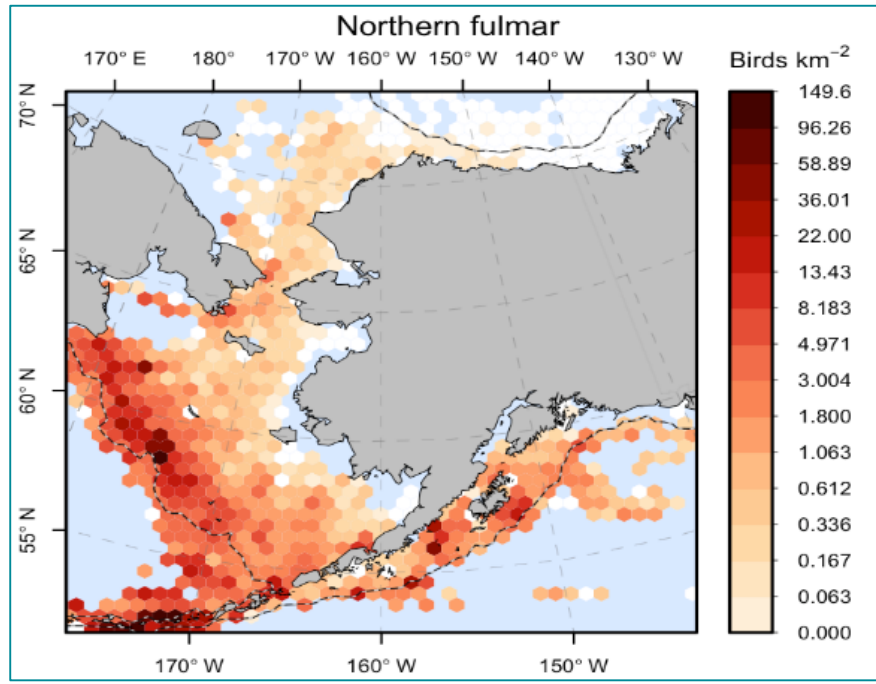 Northern fulmar
170° E 180° 170° W 160° W 150° W 140° W 130° W
Birds km⁻²
70° N
65° N
60° N
55° N
149.6
96.26
58.89
36.01
22.00
13.43
8.183
4.971
3.004
1.800
1.063
0.612
0.336
0.167
0.063
0.000
170° W 160° W 150° W